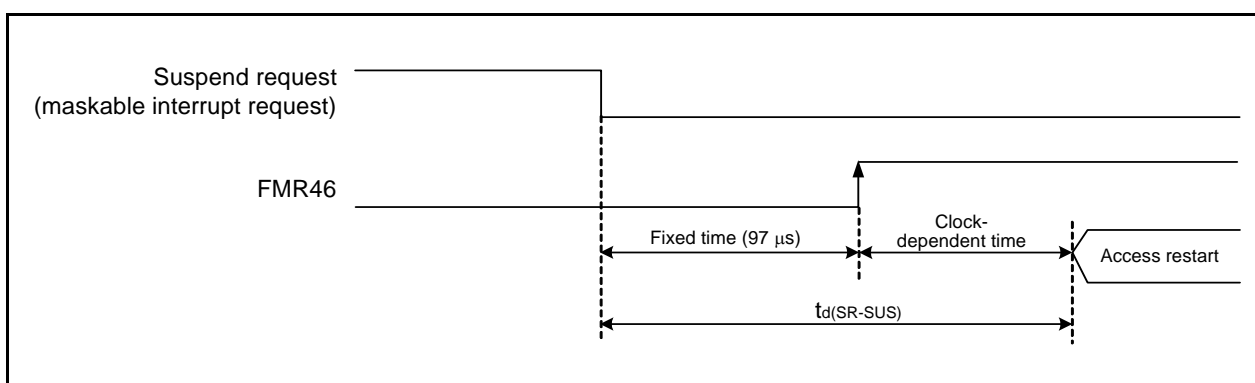 Suspend request
(maskable interrupt request)
FMR46
Fixed time (97 μs)
Clock-
dependent time
Access restart
td(SR-SUS)